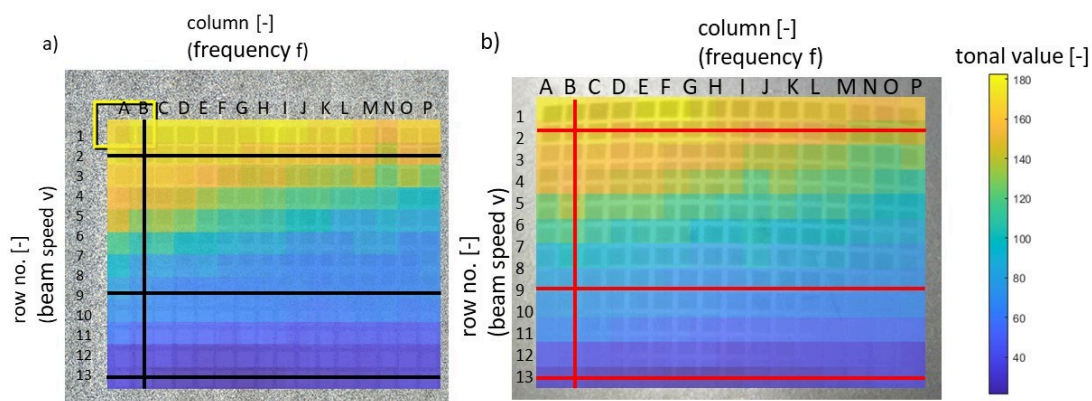 a)
column [-]
(frequency f)
A B C D E F G H I J K L M N O P
row no. [-]
(beam speed v)
1
2
3
4
5
6
7
8
9
10
11
12
13
b)
column [-]
(frequency f)
A B C D E F G H I J K L M N O P
row no. [-]
(beam speed v)
1
2
3
4
5
6
7
8
9
10
11
12
13
tonal value [-]
180
160
140
120
100
80
60
40